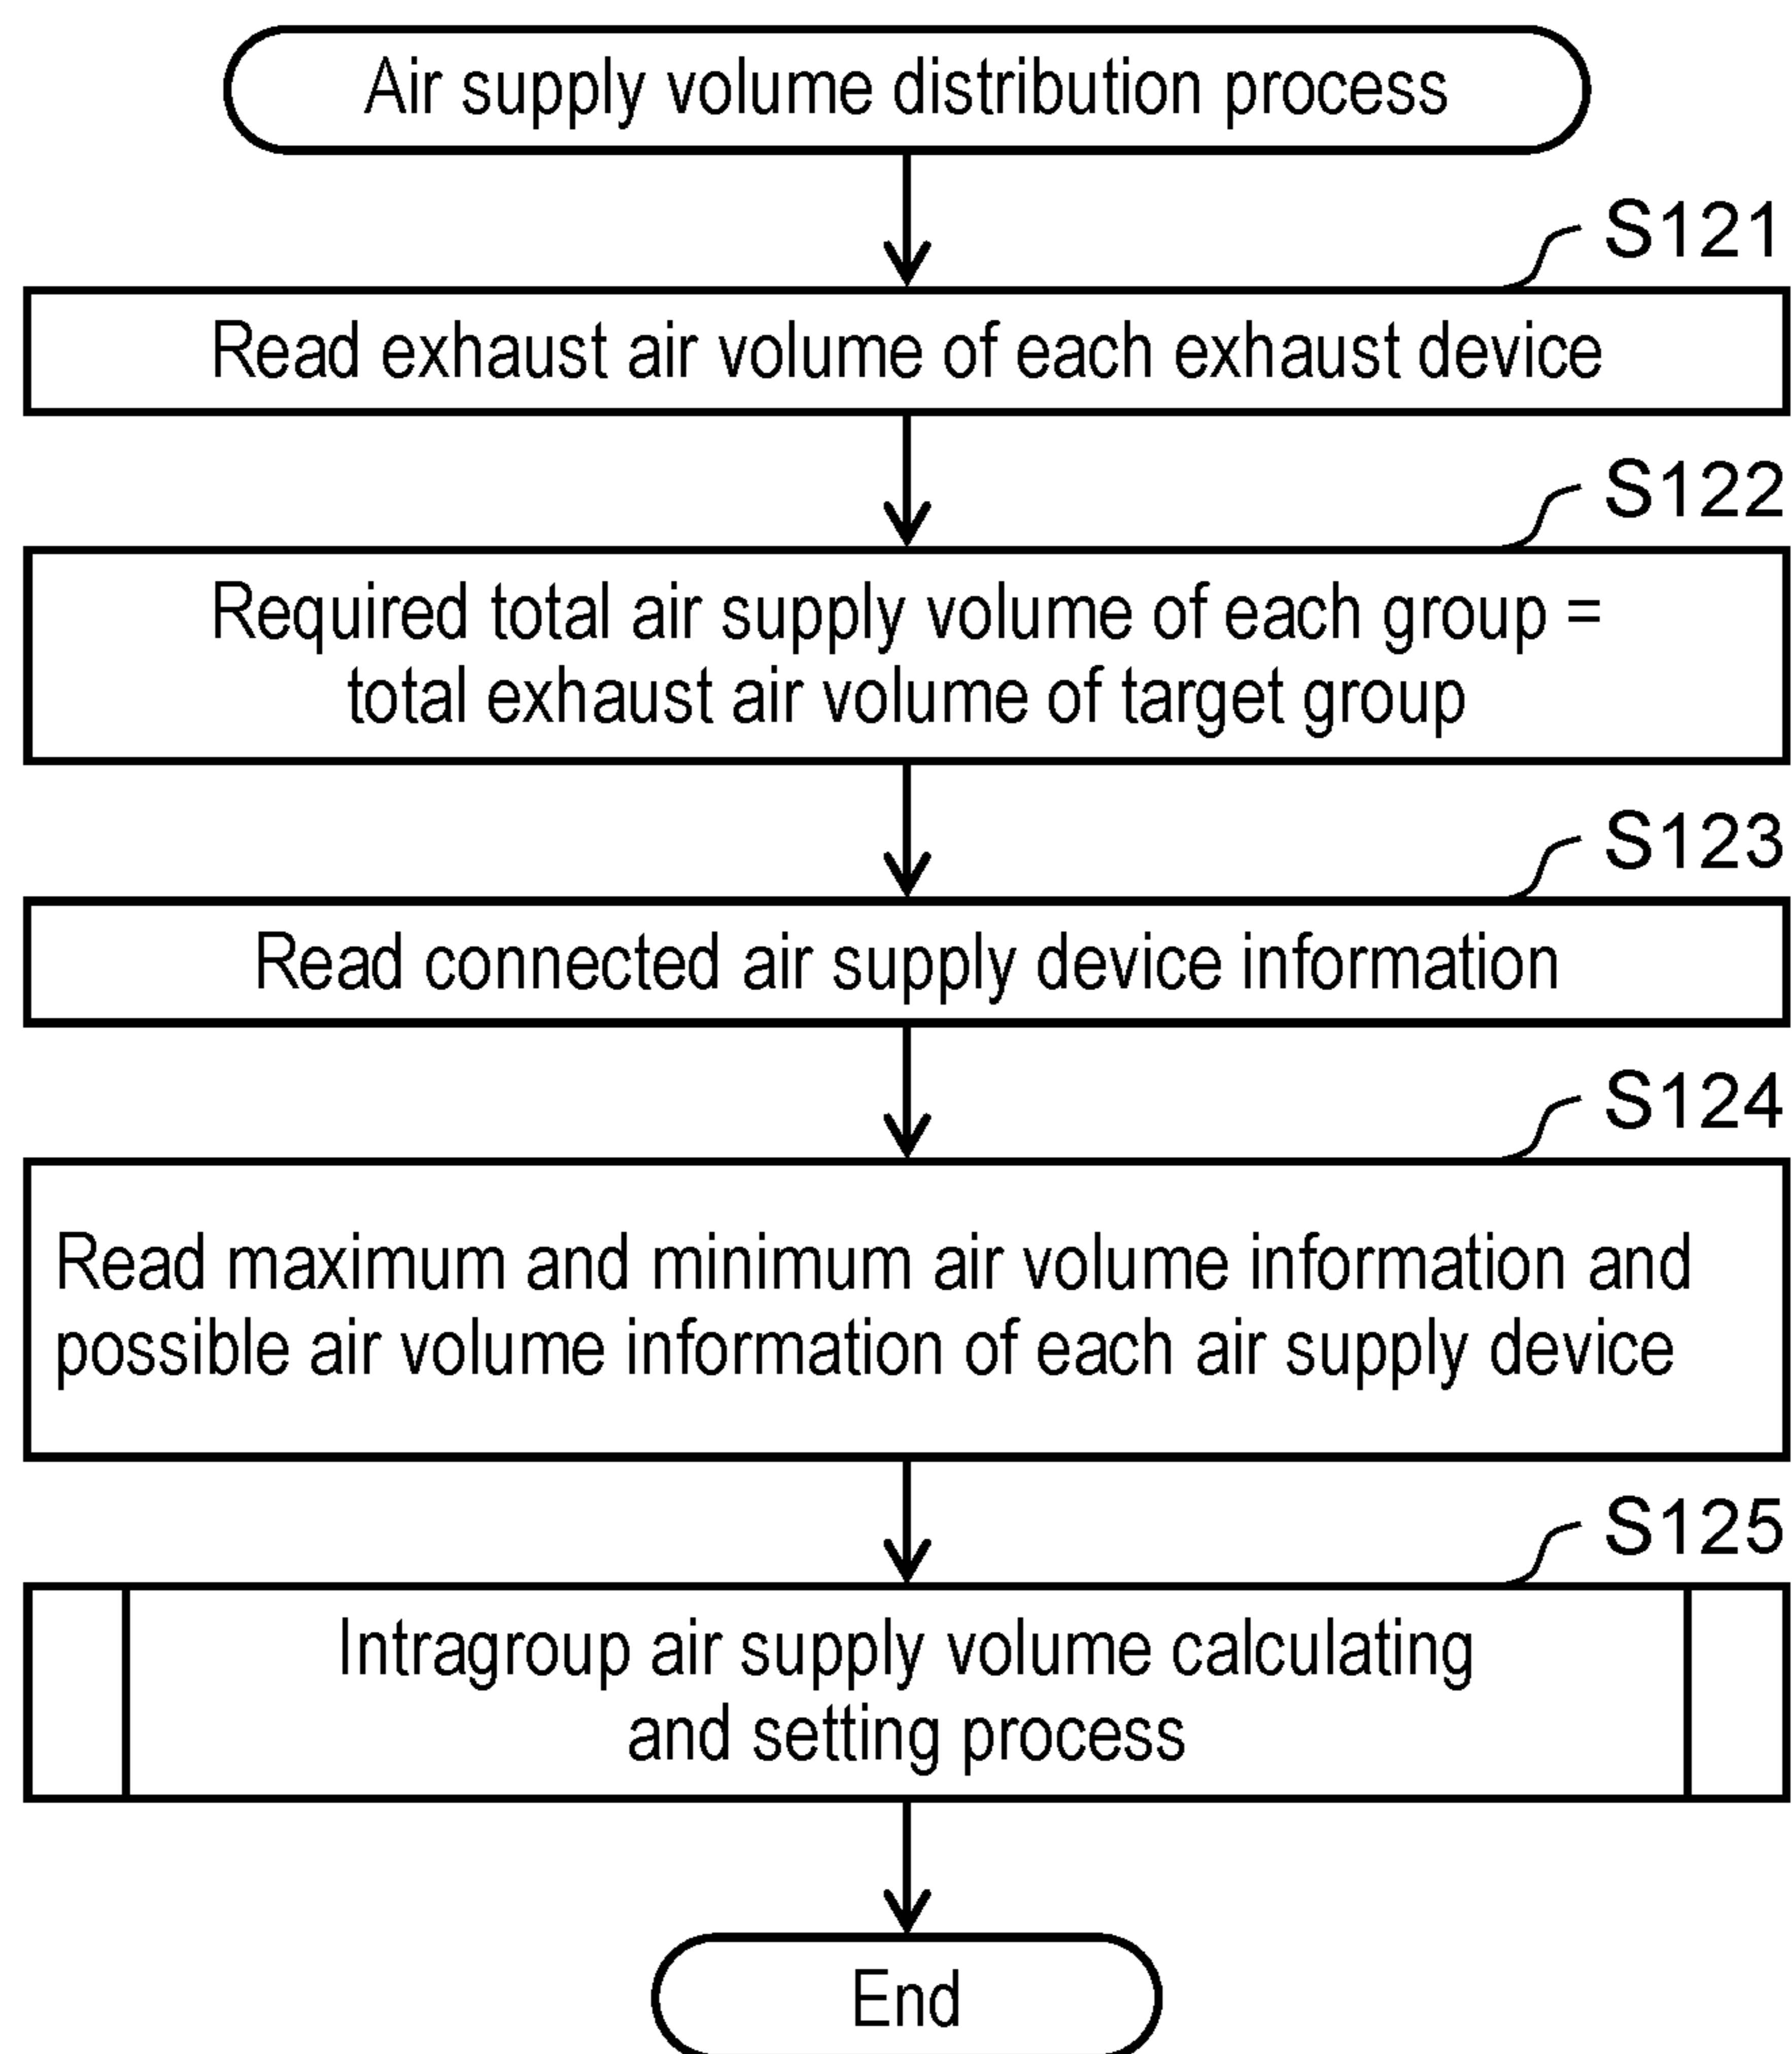 Air supply volume distribution process
S121
Read exhaust air volume of each exhaust device
S122
Required total air supply volume of each group =
total exhaust air volume of target group
S123
Read connected air supply device information
S124
Read maximum and minimum air volume information and
possible air volume information of each air supply device
S125
Intragroup air supply volume calculating
and setting process
End